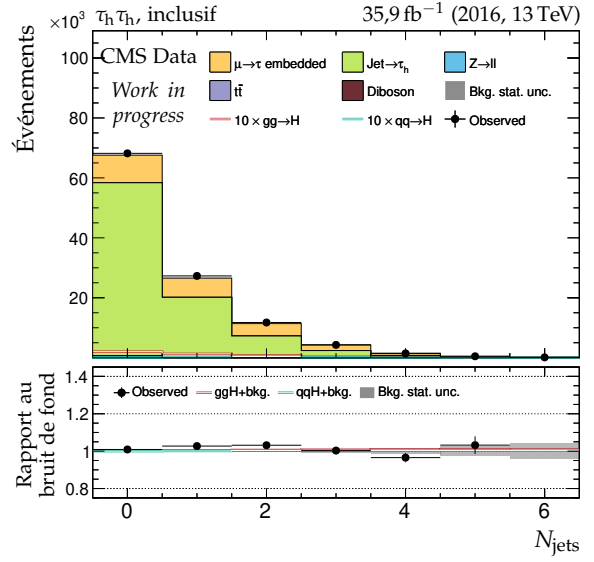 τhτh, inclusif 35,9 fb−1 (2016, 13 TeV)
×10³
Événements
100
80
60
40
20
CMS Data
Work in
progress
μ→τ embedded Jet→τh Z→ll
tt̄ Diboson Bkg. stat. unc.
10 × gg→H 10 × qq→H Observed
Rapport au
bruit de fond
1.4
1.2
1
0.8
Observed ggH+bkg. qqH+bkg. Bkg. stat. unc.
0 2 4 6
Njets